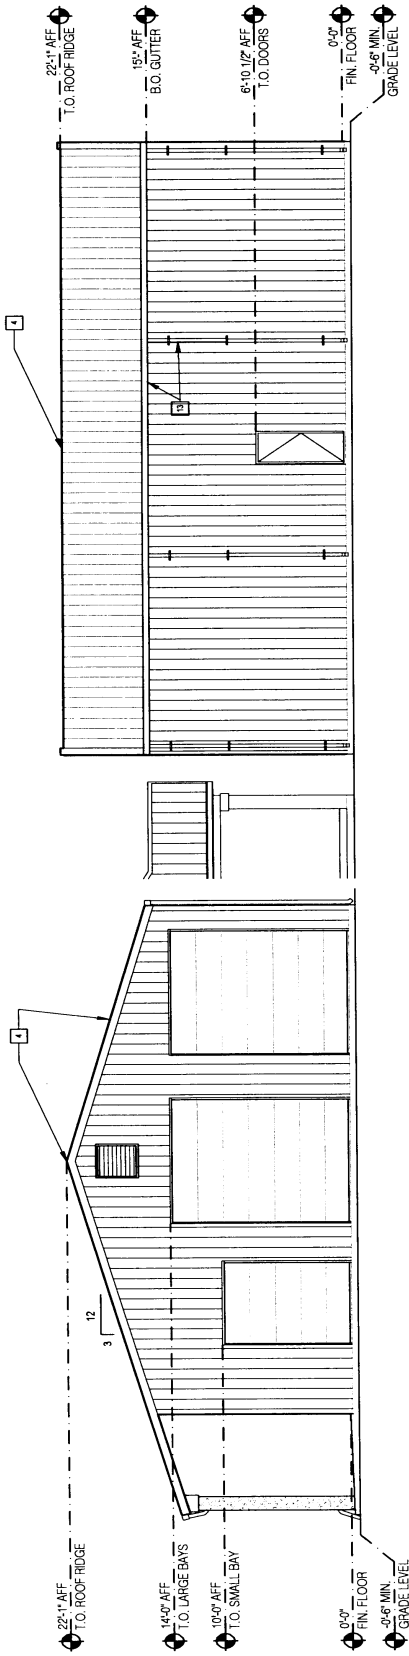 22'-1" AFF
T.O. ROOF RIDGE
14'-0" AFF
T.O. LARGE BAYS
10'-0" AFF
T.O. SMALL BAY
0'-0"
FIN. FLOOR
-0'-6" MIN.
GRADE LEVEL
3
12
4
4
13
22'-1" AFF
T.O. ROOF RIDGE
15'-" AFF
B.O. GUTTER
6'-10 1/2" AFF
T.O. DOORS
0'-0"
FIN. FLOOR
-0'-6" MIN.
GRADE LEVEL